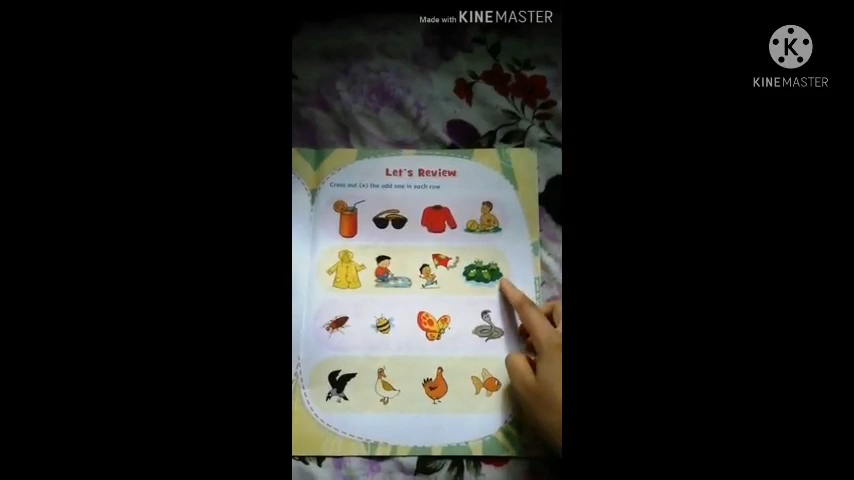 Made with KINEMASTER
K
KINEMASTER
Let's Review
Cross out (×) the odd one in each row